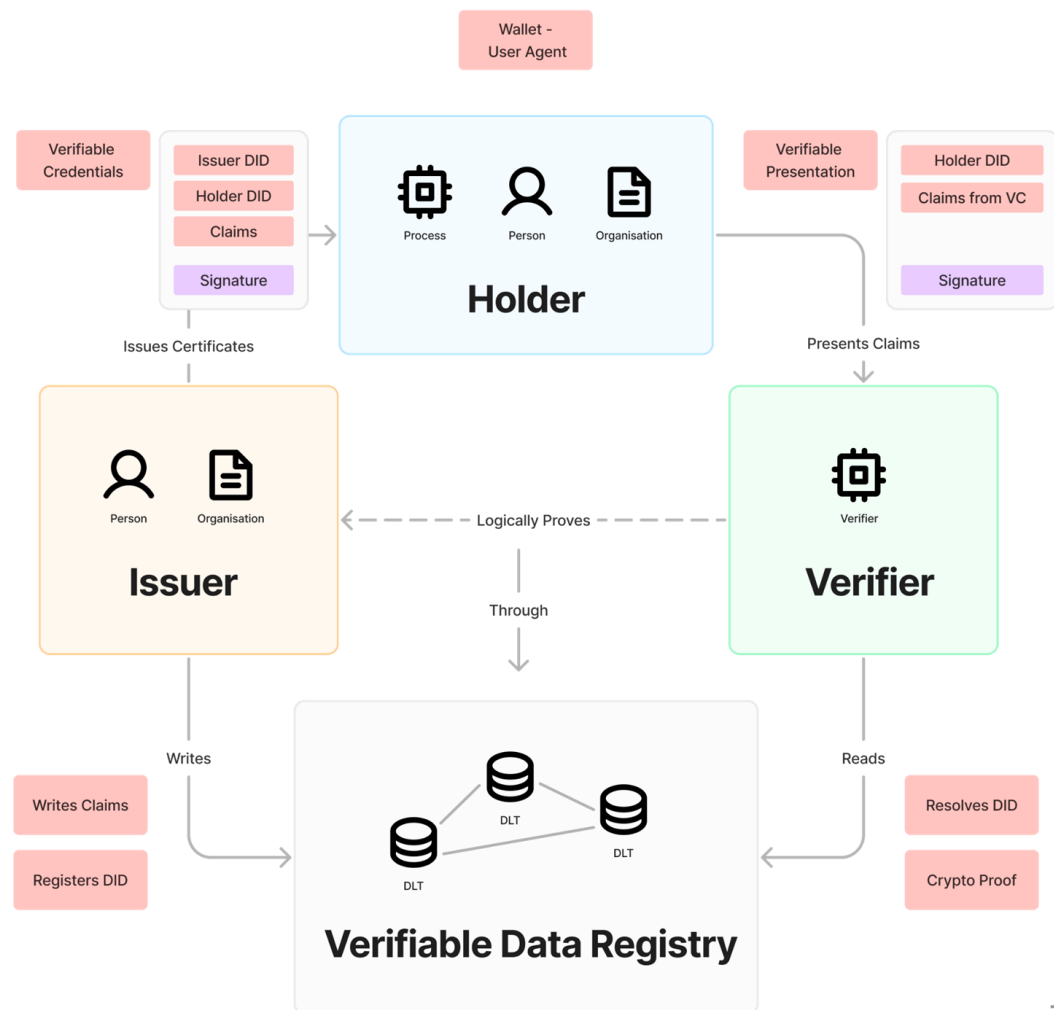 Wallet -
User Agent
Verifiable
Credentials
Issuer DID
Holder DID
Claims
Signature
Process
Person
Organisation
Holder
Verifiable
Presentation
Holder DID
Claims from VC
Signature
Issues Certificates
Presents Claims
Person
Organisation
Issuer
Logically Proves
Through
Verifier
Verifier
Writes
Reads
Writes Claims
Registers DID
Resolves DID
Crypto Proof
DLT
DLT
DLT
Verifiable Data Registry